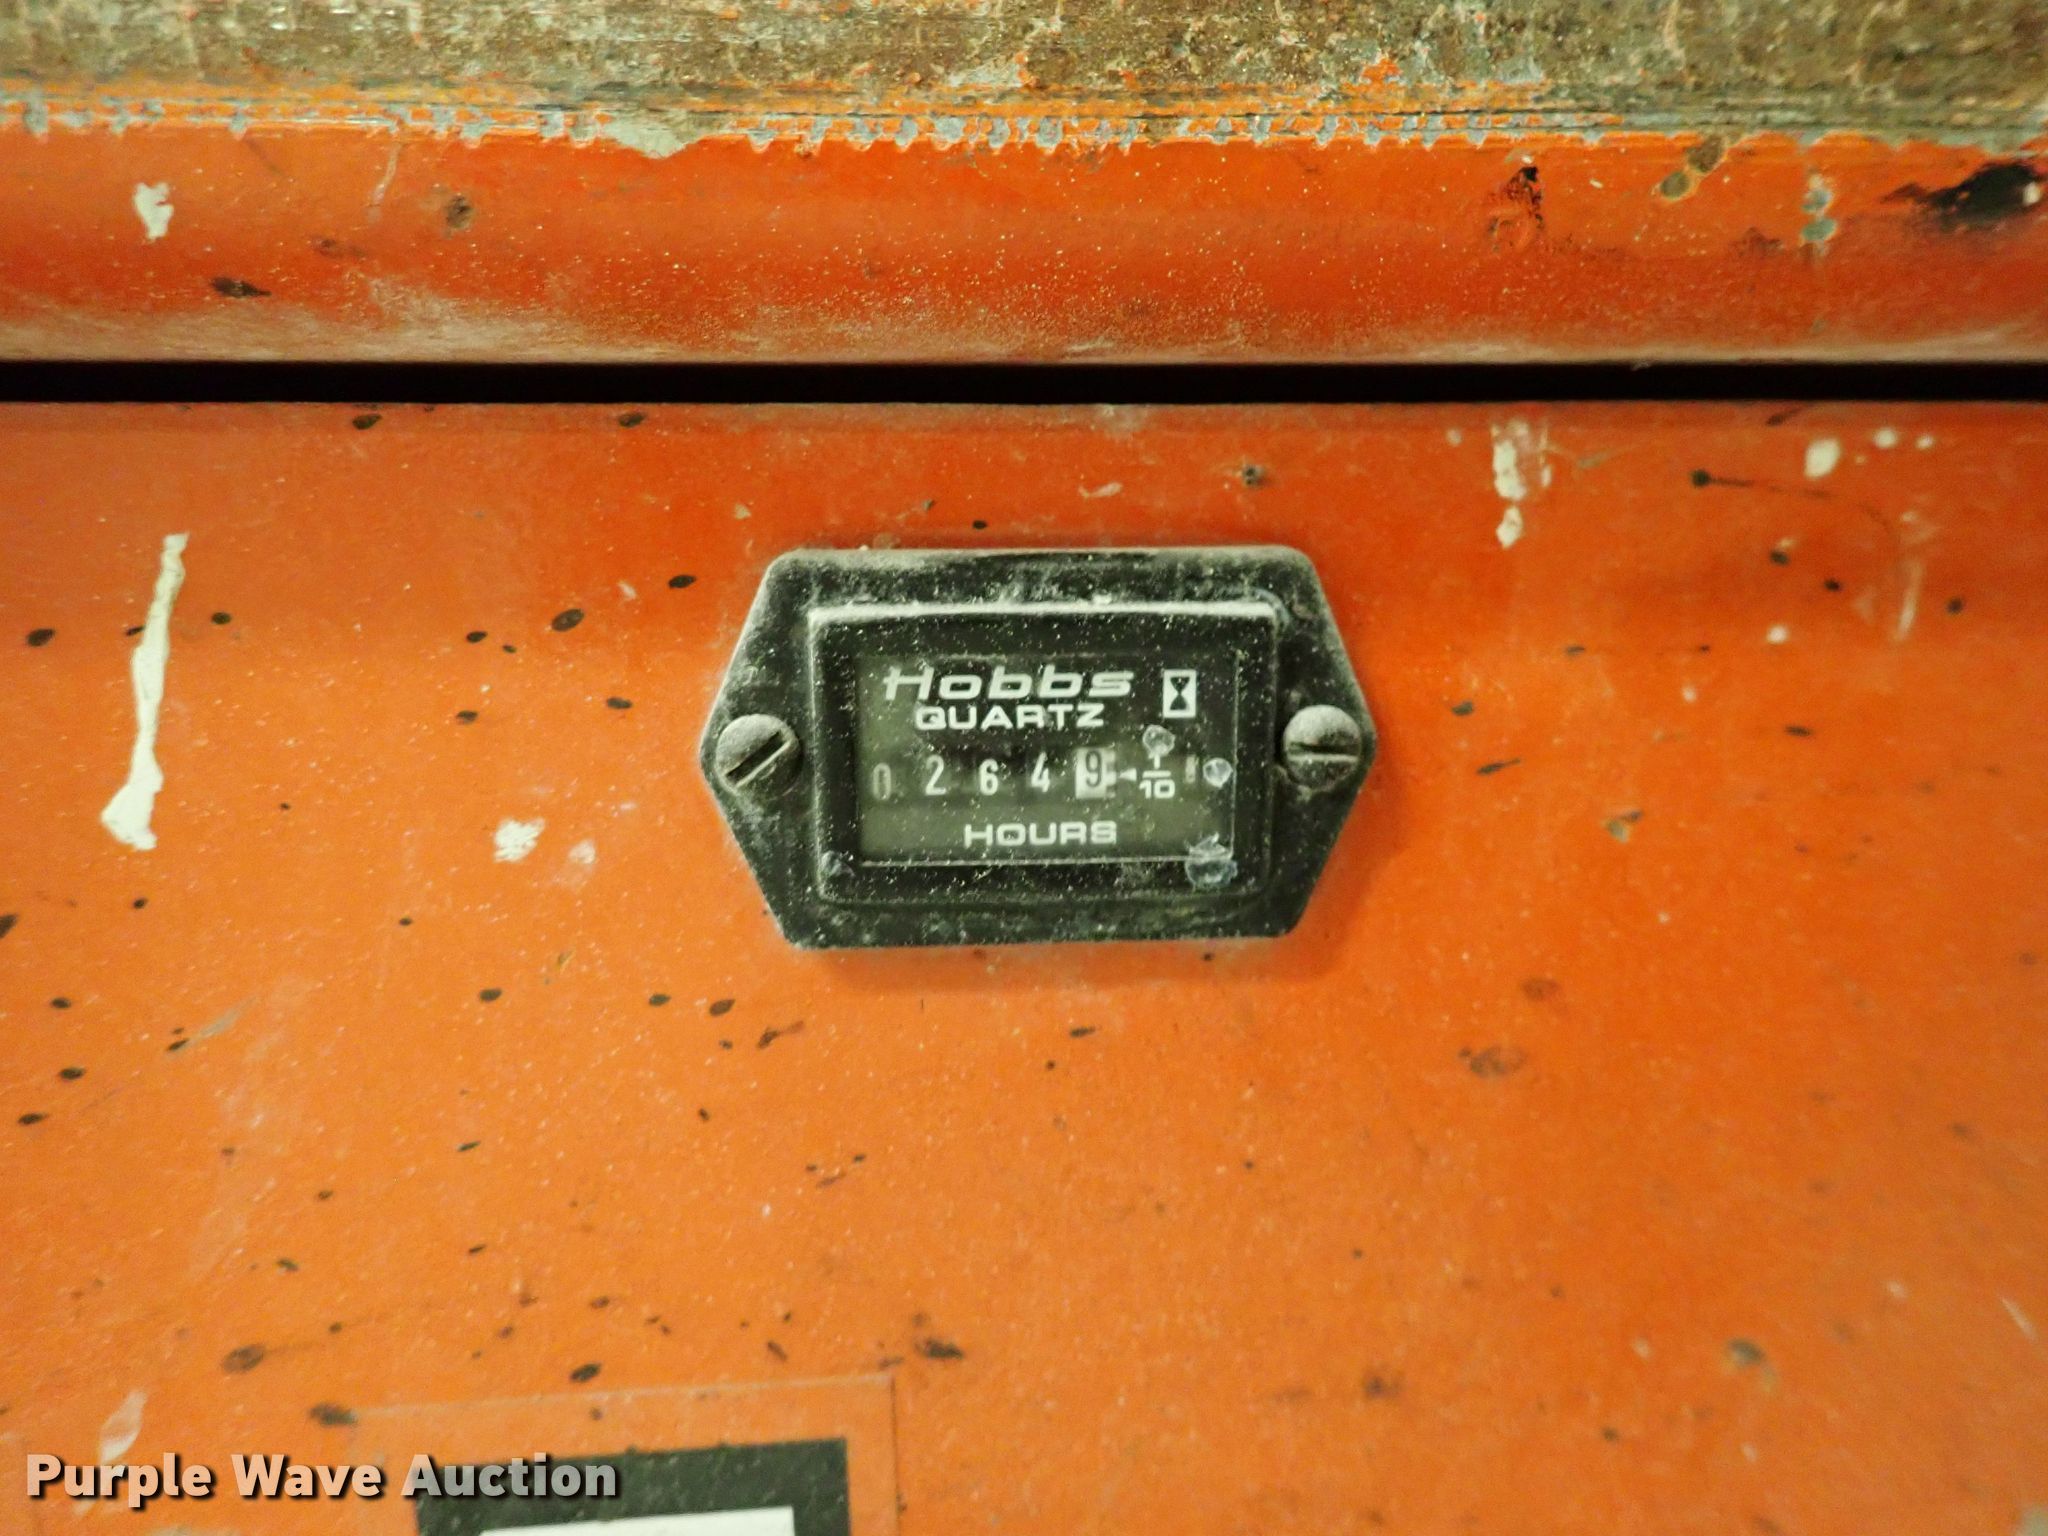 Hobbs
QUARTZ
0 2 6 4 9 1/10
HOURS
Purple Wave Auction